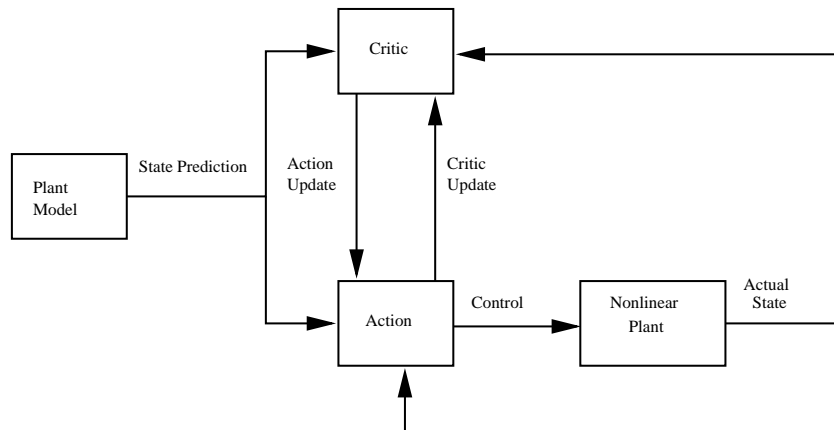 Critic
State Prediction
Action
Update
Critic
Update
Plant
Model
Action
Control
Nonlinear
Plant
Actual
State